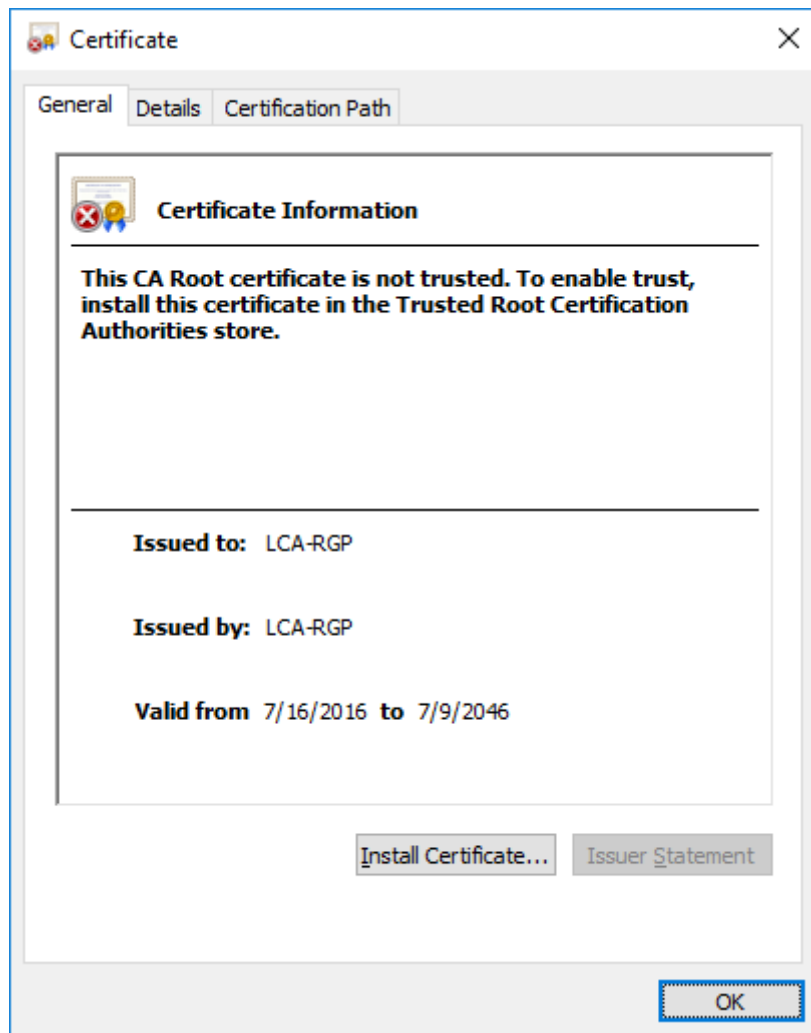 Certificate
General Details Certification Path
Certificate Information
This CA Root certificate is not trusted. To enable trust,
install this certificate in the Trusted Root Certification
Authorities store.
Issued to: LCA-RGP
Issued by: LCA-RGP
Valid from 7/16/2016 to 7/9/2046
Install Certificate... Issuer Statement
OK